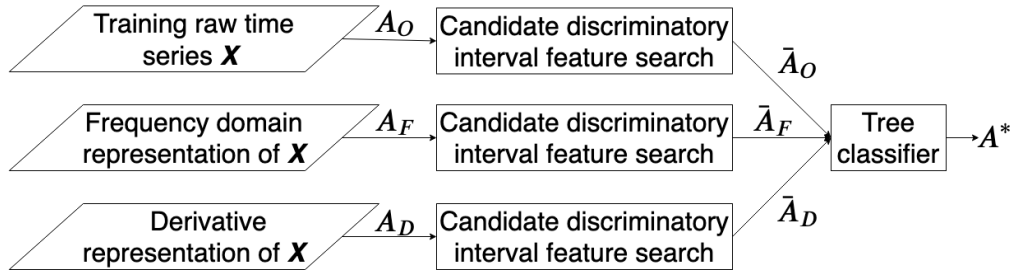 Training raw time
series X
A_O
Candidate discriminatory
interval feature search
Ā_O
Frequency domain
representation of X
A_F
Candidate discriminatory
interval feature search
Ā_F
Tree
classifier
A*
Derivative
representation of X
A_D
Candidate discriminatory
interval feature search
Ā_D